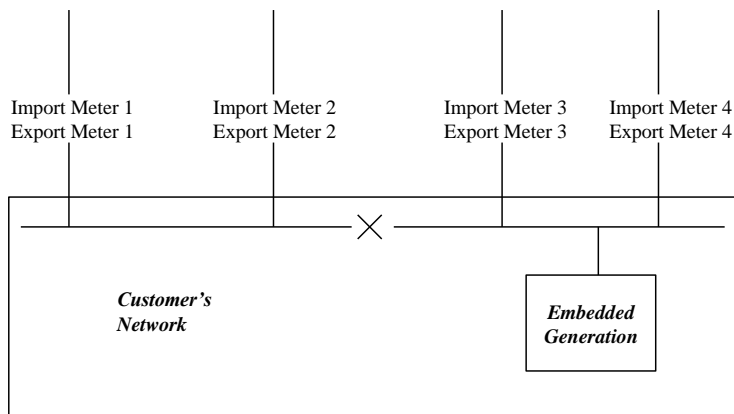 Import Meter 1
Export Meter 1
Import Meter 2
Export Meter 2
Import Meter 3
Export Meter 3
Import Meter 4
Export Meter 4
Customer’s
Network
Embedded
Generation